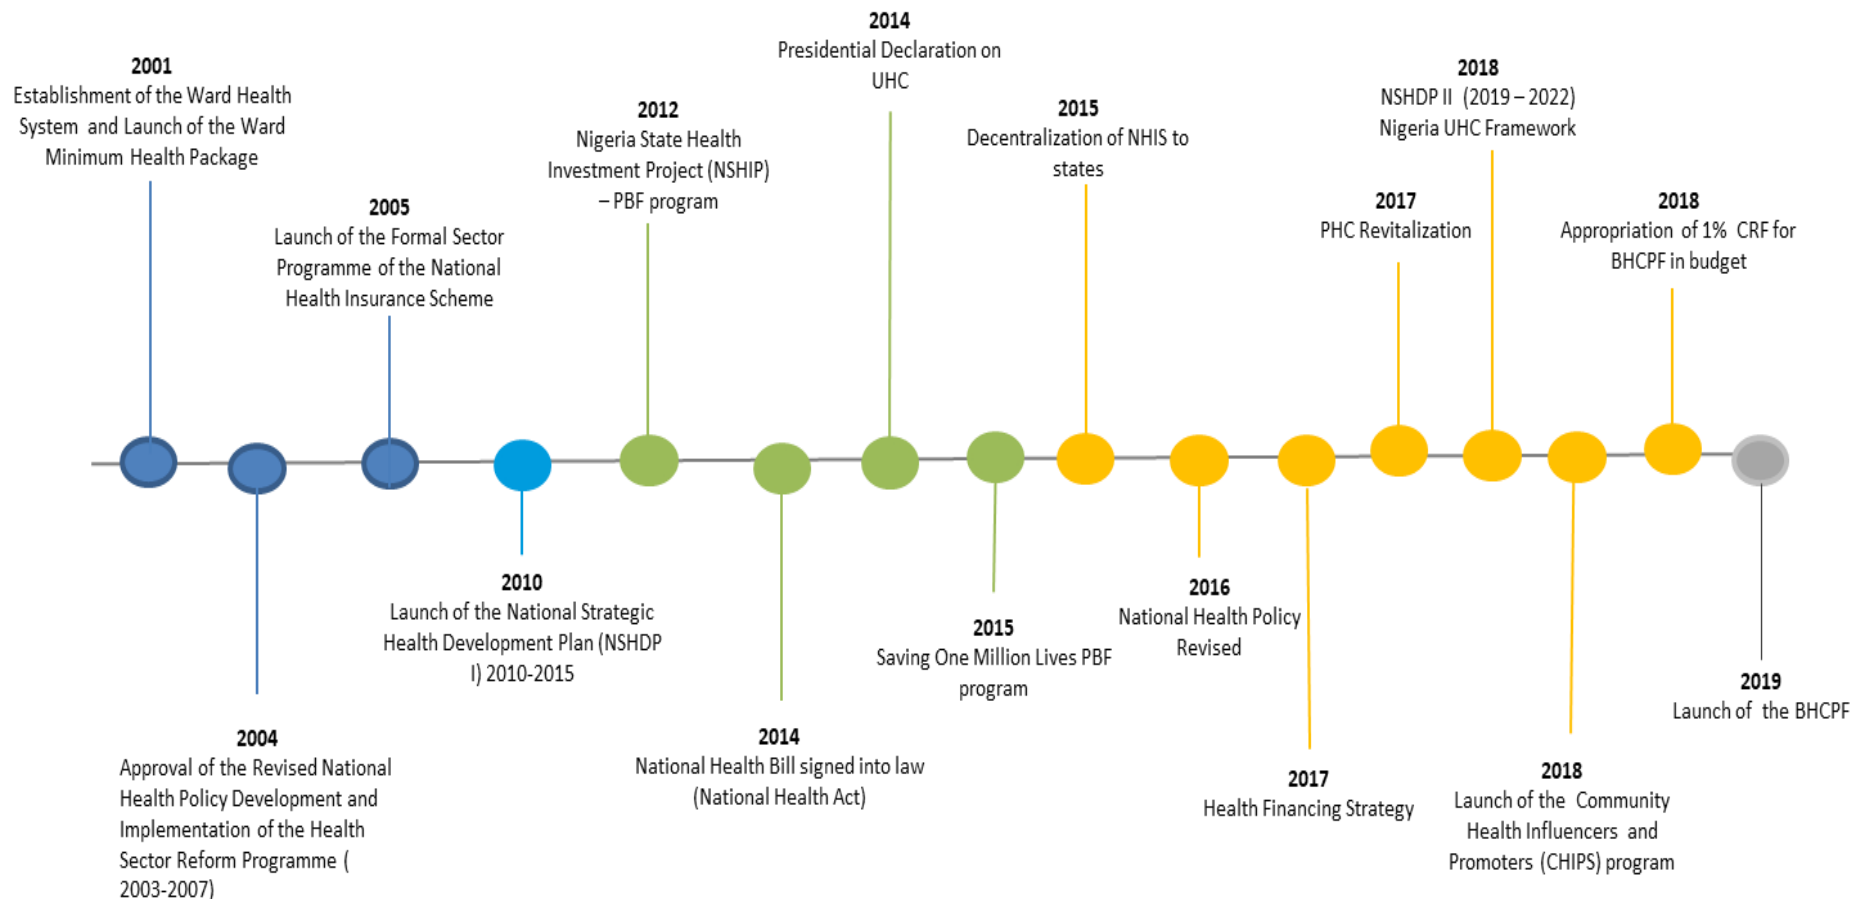 2001
Establishment of the Ward Health
System and Launch of the Ward
Minimum Health Package
2004
Approval of the Revised National
Health Policy Development and
Implementation of the Health
Sector Reform Programme (
2003-2007)
2005
Launch of the Formal Sector
Programme of the National
Health Insurance Scheme
2010
Launch of the National Strategic
Health Development Plan (NSHDP
I) 2010-2015
2012
Nigeria State Health
Investment Project (NSHIP)
– PBF program
2014
National Health Bill signed into law
(National Health Act)
2014
Presidential Declaration on
UHC
2015
Saving One Million Lives PBF
program
2015
Decentralization of NHIS to
states
2016
National Health Policy
Revised
2017
Health Financing Strategy
2017
PHC Revitalization
2018
NSHDP II (2019 – 2022)
Nigeria UHC Framework
2018
Launch of the Community
Health Influencers and
Promoters (CHIPS) program
2018
Appropriation of 1% CRF for
BHCPF in budget
2019
Launch of the BHCPF